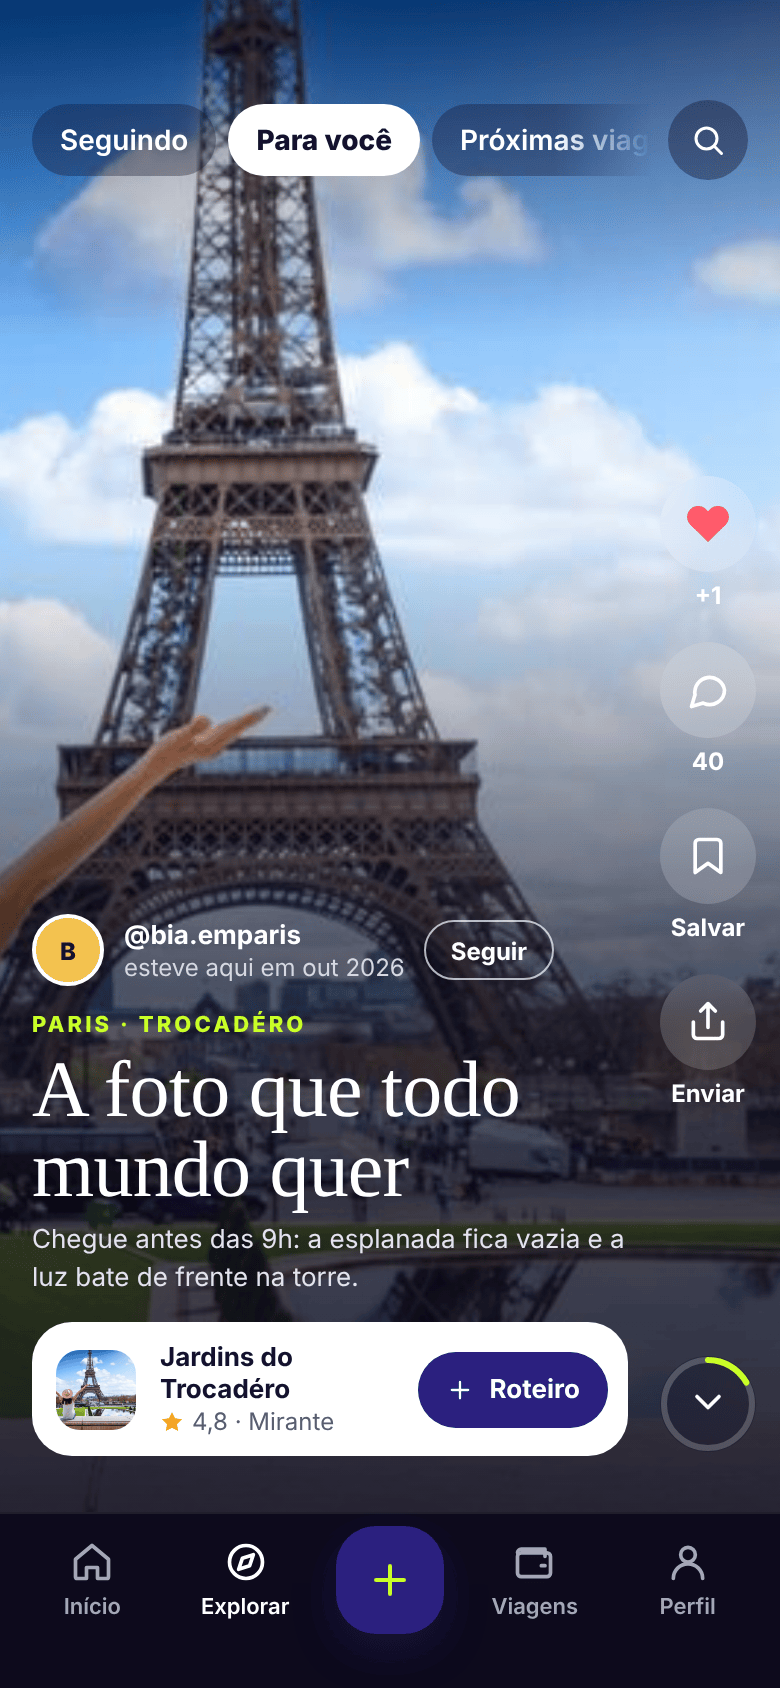 Seguindo
Para você
Próximas viag
+1
40
Salvar
Enviar
B
@bia.emparis
esteve aqui em out 2026
Seguir
PARIS · TROCADÉRO
A foto que todo
mundo quer
Chegue antes das 9h: a esplanada fica vazia e a
luz bate de frente na torre.
Jardins do
Trocadéro
4,8 · Mirante
+ Roteiro
Início
Explorar
Viagens
Perfil